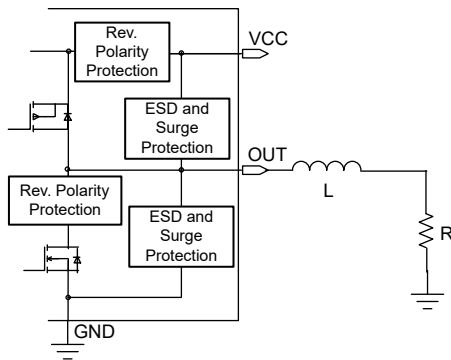 Rev.
Polarity
Protection
VCC
ESD and
Surge
Protection
OUT
L
Rev. Polarity
Protection
ESD and
Surge
Protection
R
GND